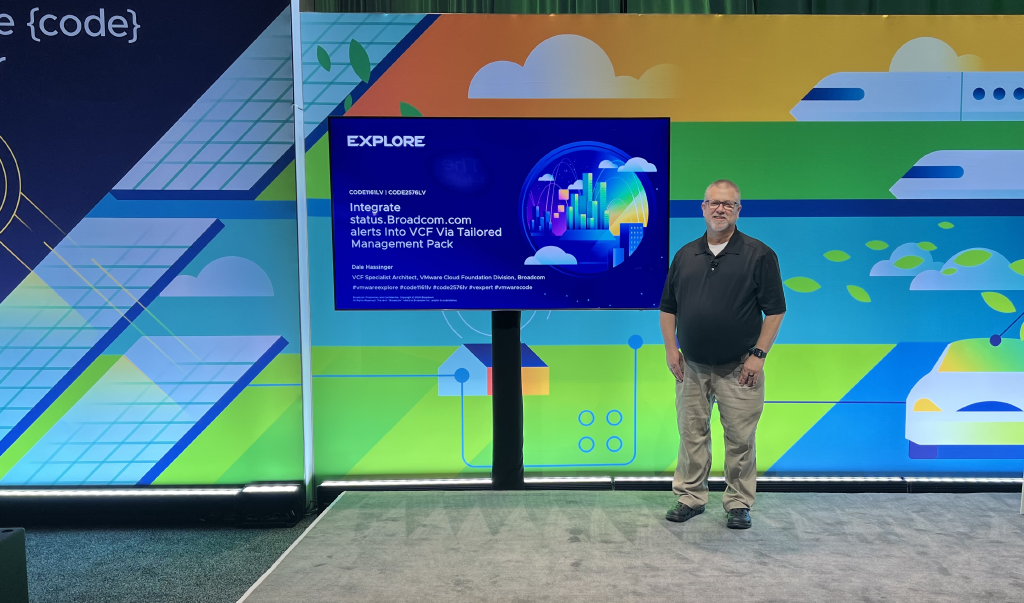 e {code}
EXPLORE
CODE1161LV | CODE2576LV
Integrate
status.Broadcom.com
alerts Into VCF Via Tailored
Management Pack
Dale Hassinger
VCF Specialist Architect, VMware Cloud Foundation Division, Broadcom
#vmwareexplore #code1161lv #code2576lv #vexpert #vmwarecode